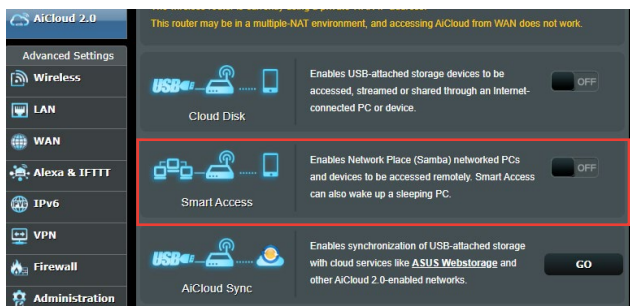 AiCloud 2.0
This router may be in a multiple-NAT environment, and accessing AiCloud from WAN does not work.
Advanced Settings
Wireless
LAN
WAN
Alexa & IFTTT
IPv6
VPN
Firewall
Administration
USB
Cloud Disk
Enables USB-attached storage devices to be
accessed, streamed or shared through an Internet-
connected PC or device.
OFF
Smart Access
Enables Network Place (Samba) networked PCs
and devices to be accessed remotely. Smart Access
can also wake up a sleeping PC.
OFF
USB
AiCloud Sync
Enables synchronization of USB-attached storage
with cloud services like ASUS Webstorage and
other AiCloud 2.0-enabled networks.
GO